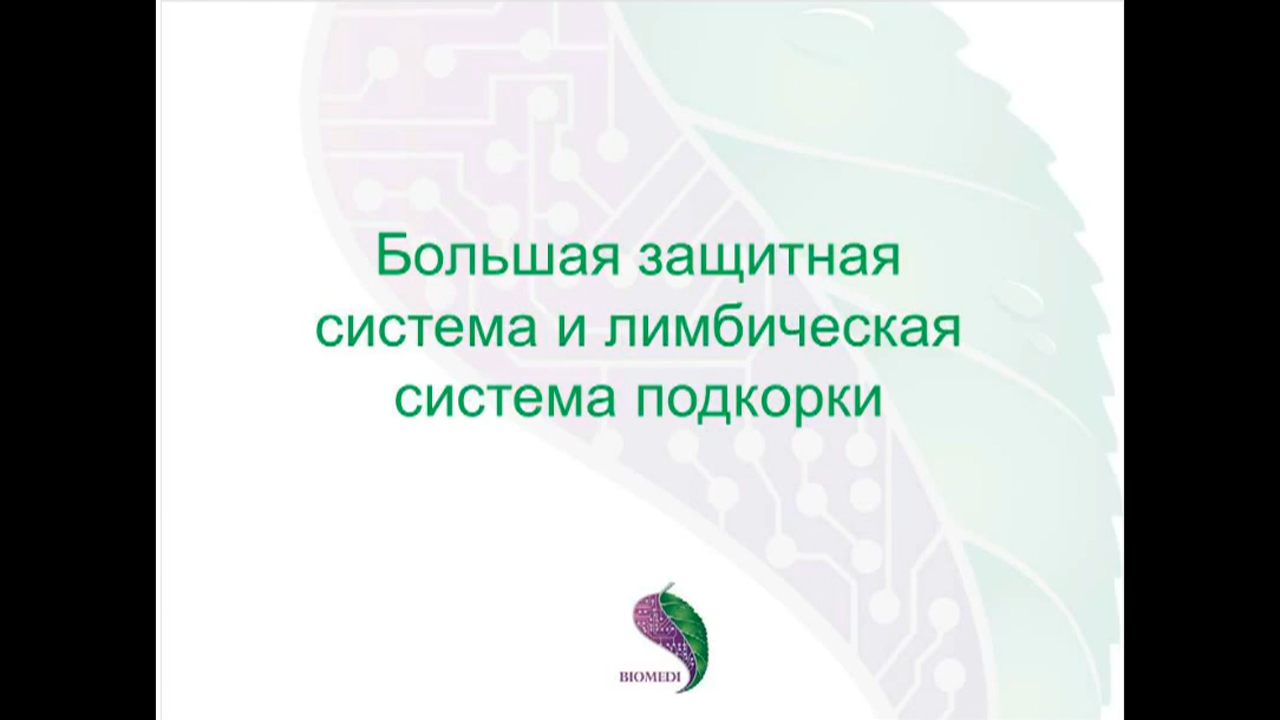 Большая защитная
система и лимбическая
система подкорки
BIOMEDI